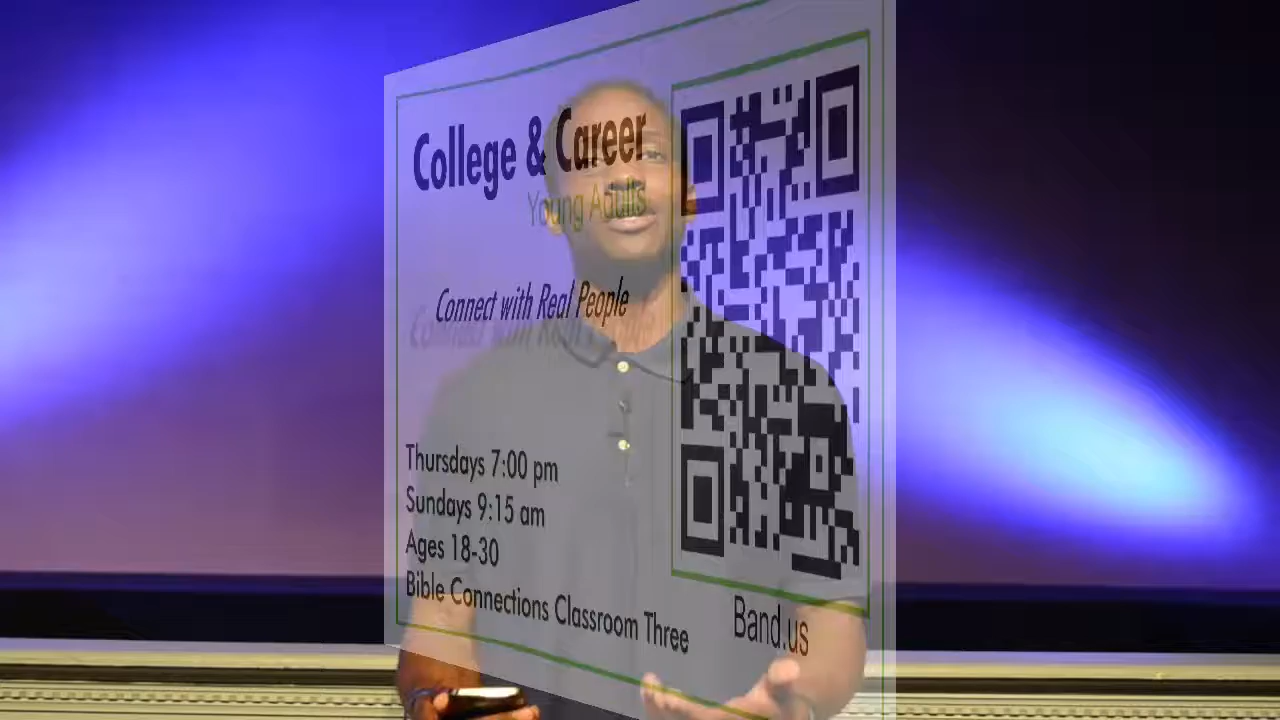 College & Career
Young Adults
Connect with Real People
Thursdays 7:00 pm
Sundays 9:15 am
Ages 18-30
Bible Connections Classroom Three
Band.us